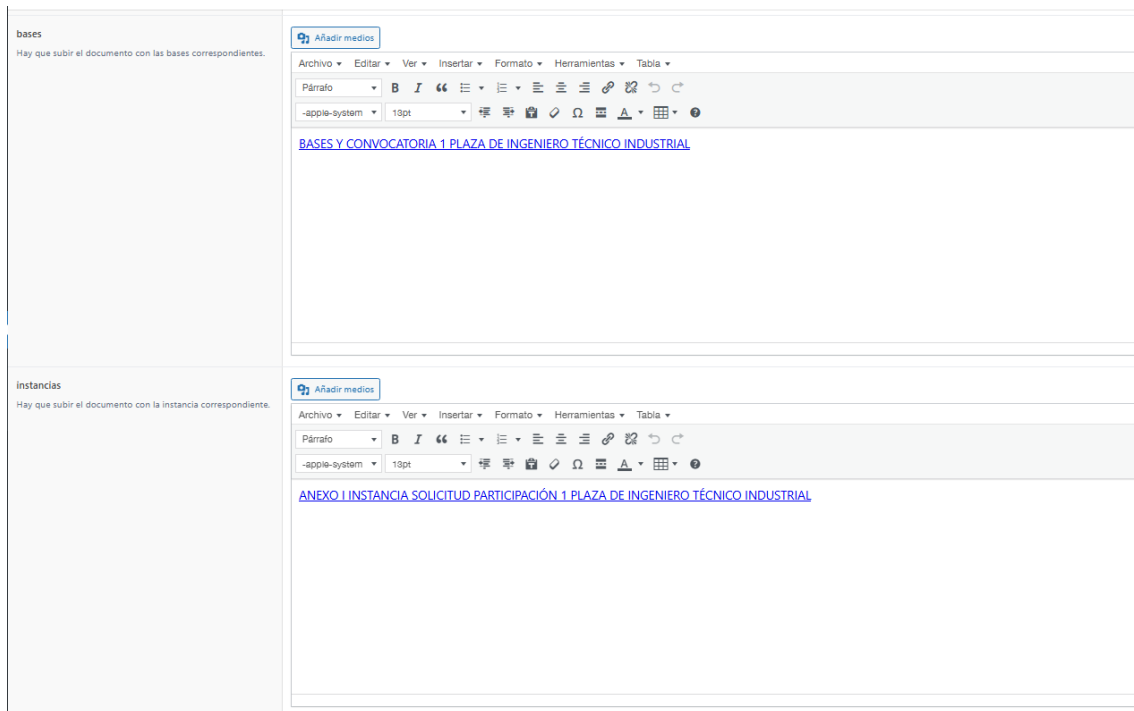 bases
Hay que subir el documento con las bases correspondientes.
Añadir medios
Archivo Editar Ver Insertar Formato Herramientas Tabla
Párrafo B I
-apple-system 13pt Ω A
BASES Y CONVOCATORIA 1 PLAZA DE INGENIERO TÉCNICO INDUSTRIAL
instancias
Hay que subir el documento con la instancia correspondiente.
Añadir medios
Archivo Editar Ver Insertar Formato Herramientas Tabla
Párrafo B I
-apple-system 13pt Ω A
ANEXO I INSTANCIA SOLICITUD PARTICIPACIÓN 1 PLAZA DE INGENIERO TÉCNICO INDUSTRIAL